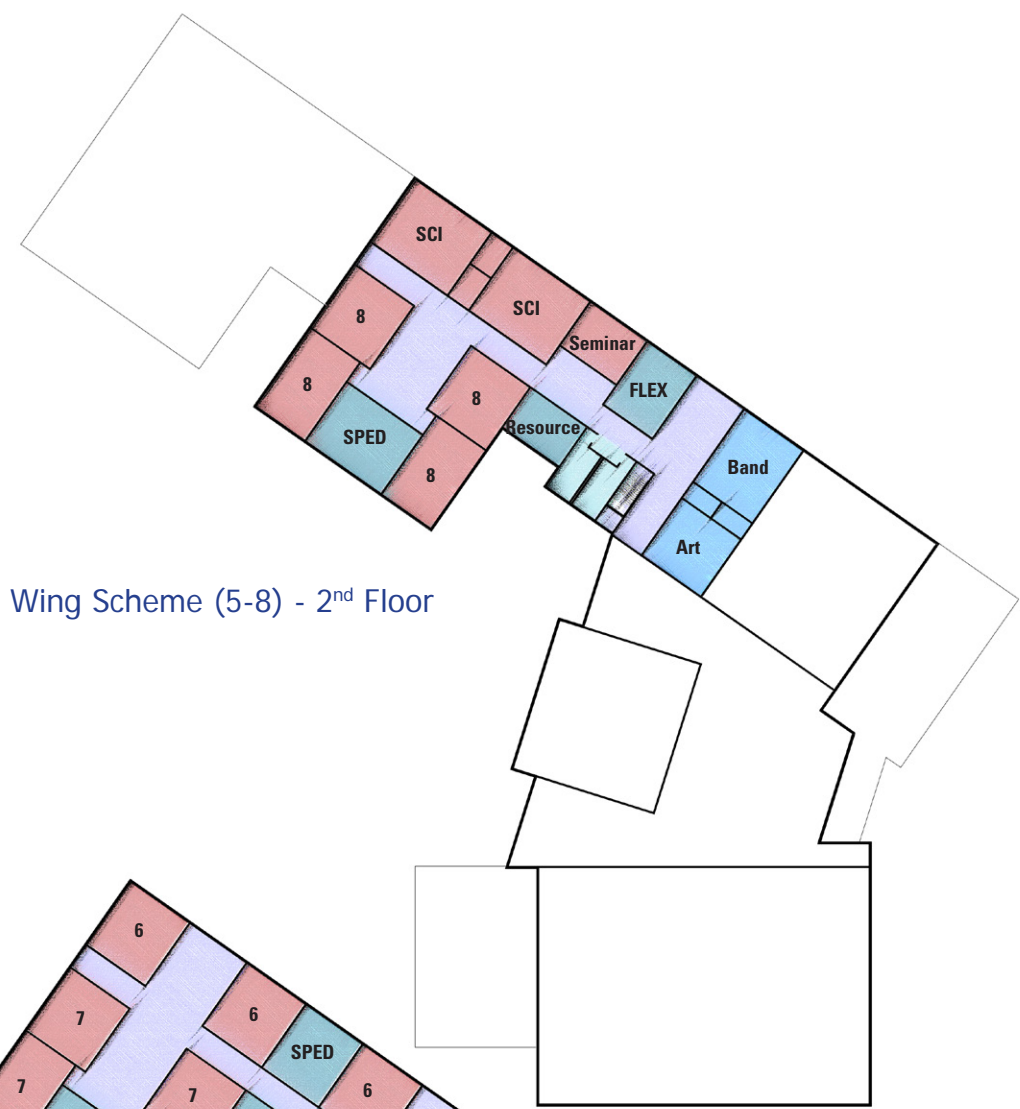 SCI
SCI
8
Seminar
8
8
FLEX
Resource
SPED
8
Band
Art
Wing Scheme (5-8) - 2nd Floor
6
7
6
SPED
7
7
6